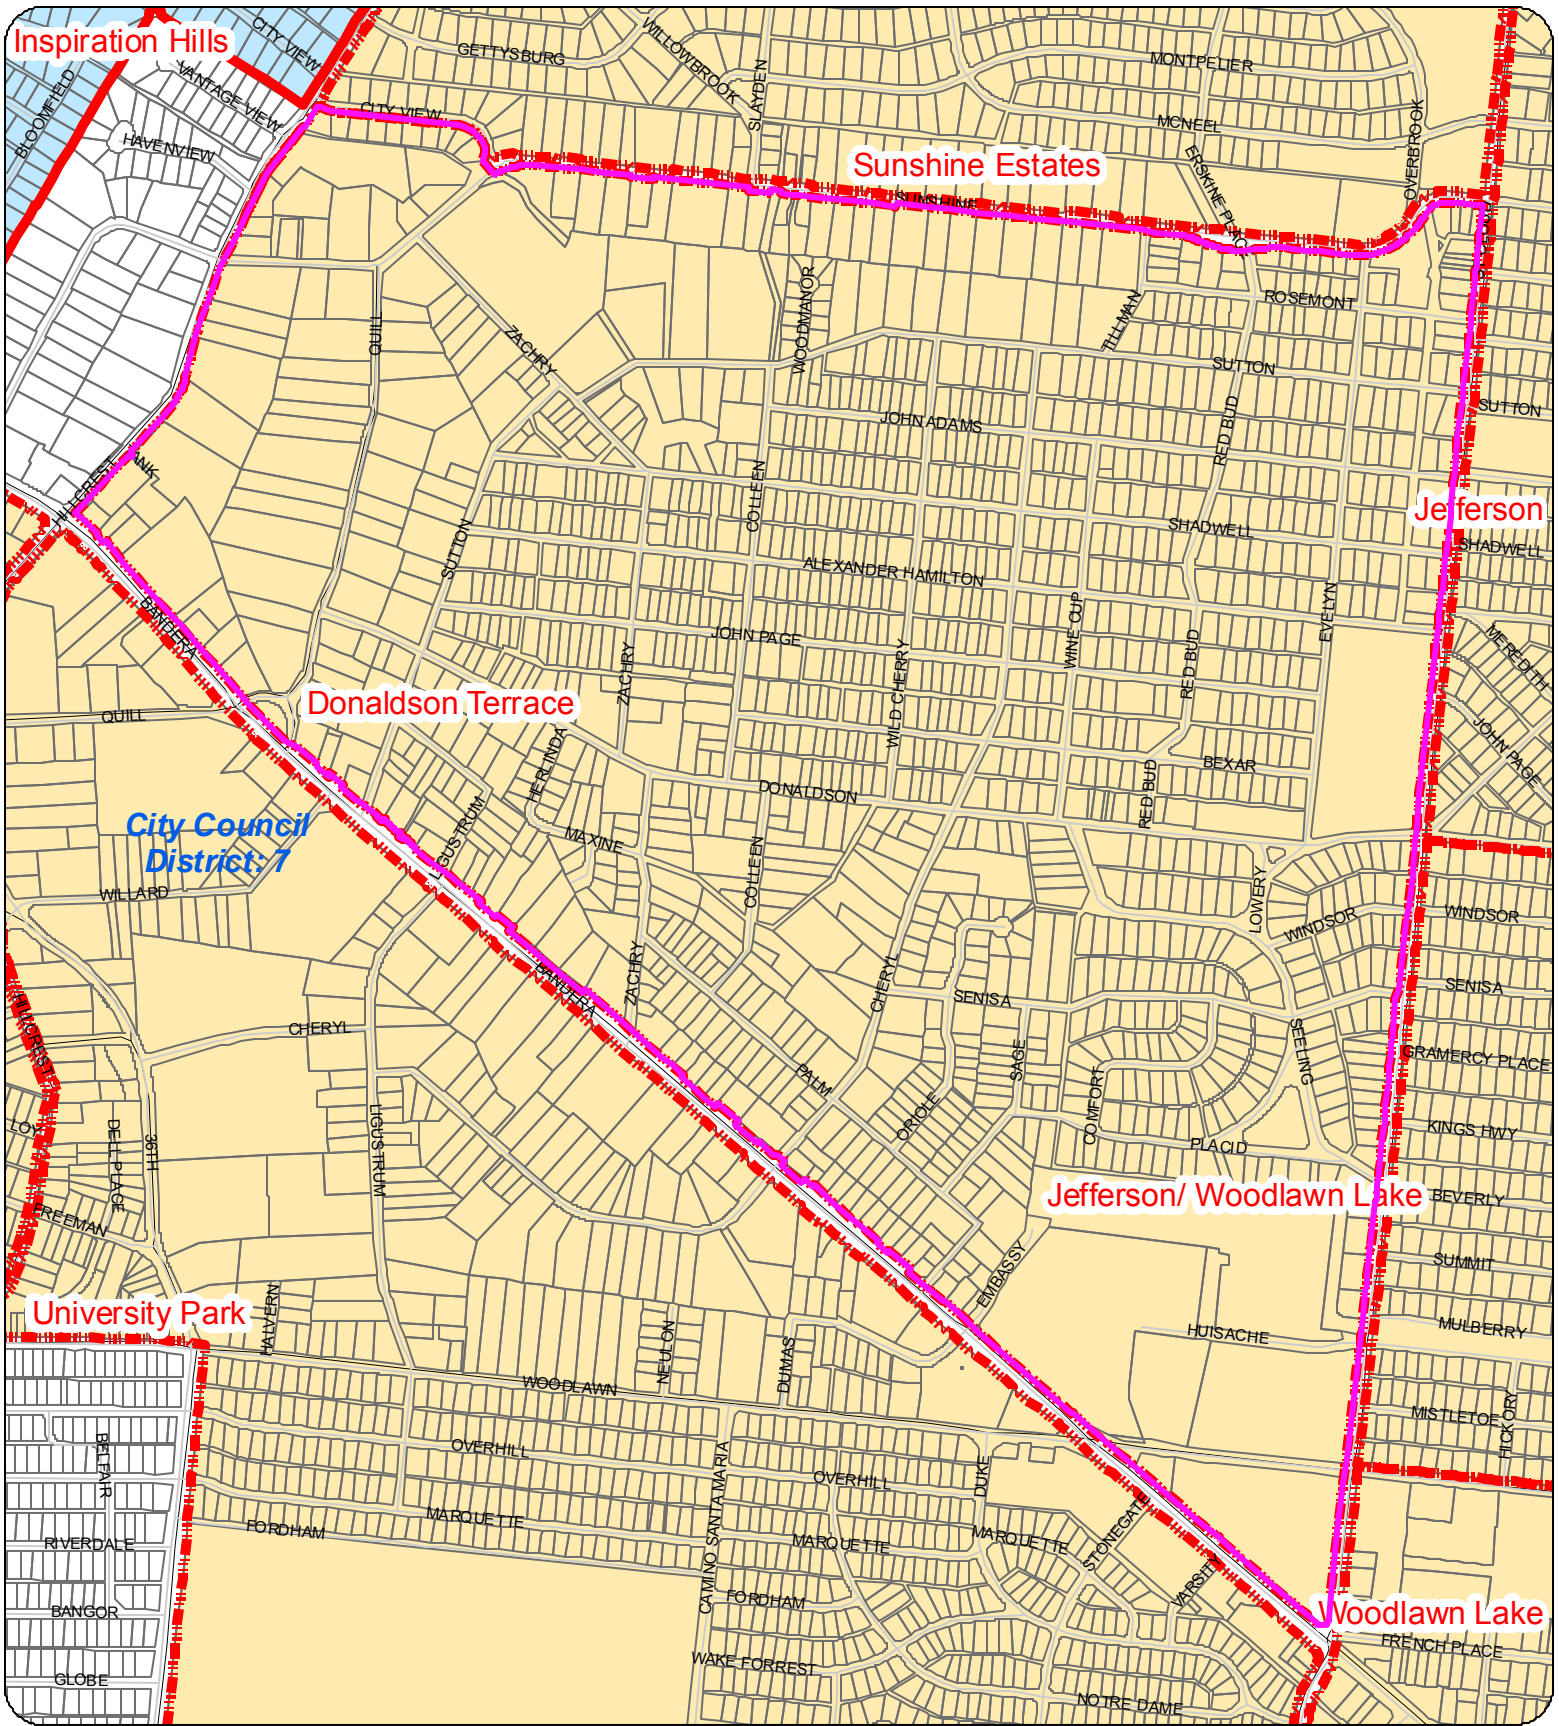 Inspiration Hills
CITY VIEW
BLOOMFIELD
VANTAGE VIEW
HAVENVIEW
GETTYSBURG
WILLOWBROOK
SLAYDEN
MONTPELIER
CITY VIEW
MCNEEL
OVERBROOK
Sunshine Estates
ERSKINE PLACE
SUNSHINE
QUILL
ZACHRY
WOODMANOR
TILLMAN
ROSEMONT
SUTTON
SUTTON
JOHN ADAMS
RED BUD
HILLCREST
COLLEEN
Jefferson
SUTTON
SHADWELL
SHADWELL
ALEXANDER HAMILTON
BANDERA
JOHN PAGE
ZACHRY
WILD CHERRY
WINE CUP
RED BUD
EVELYN
MEREDITH
Donaldson Terrace
QUILL
HERLINDA
JOHN PAGE
BEXAR
DONALDSON
RED BUD
City Council
District: 7
LIGUSTRUM
MAXINE
COLLEEN
WILLARD
LOWERY
WINDSOR
WINDSOR
BANDERA
ZACHRY
CHERYL
SENISA
SENISA
HILLCREST
CHERYL
SEELING
GRAMERCY PLACE
SAGE
PALM
COMFORT
ORIOLE
LOY
DELL PLACE
36TH
LIGUSTRUM
KINGS HWY
PLACID
Jefferson/ Woodlawn Lake
BEVERLY
FREEMAN
SUMMIT
EMBASSY
University Park
HALVERN
NEULON
DUMAS
HUISACHE
MULBERRY
WOODLAWN
MISTLETOE
HICKORY
BELFAIR
OVERHILL
OVERHILL
DUKE
CAMINO SANTA MARIA
MARQUETTE
FORDHAM
MARQUETTE
MARQUETTE
STONEGATE
RIVERDALE
VARSITY
FORDHAM
BANGOR
Woodlawn Lake
FRENCH PLACE
WAKE FORREST
GLOBE
NOTRE DAME